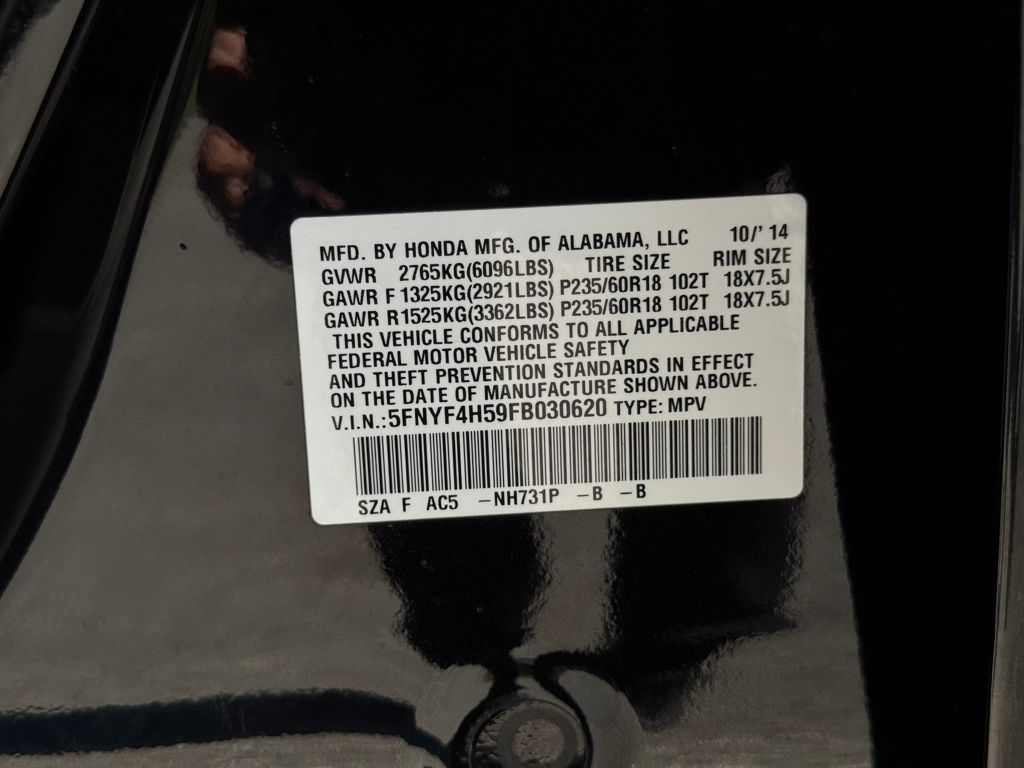 MFD. BY HONDA MFG. OF ALABAMA, LLC 10/'14
GVWR 2765KG(6096LBS) TIRE SIZE RIM SIZE
GAWR F 1325KG(2921LBS) P235/60R18 102T 18X7.5J
GAWR R1525KG(3362LBS) P235/60R18 102T 18X7.5J
THIS VEHICLE CONFORMS TO ALL APPLICABLE
FEDERAL MOTOR VEHICLE SAFETY
AND THEFT PREVENTION STANDARDS IN EFFECT
ON THE DATE OF MANUFACTURE SHOWN ABOVE.
V.I.N.:5FNYF4H59FB030620 TYPE: MPV
SZA F AC5 -NH731P -B -B